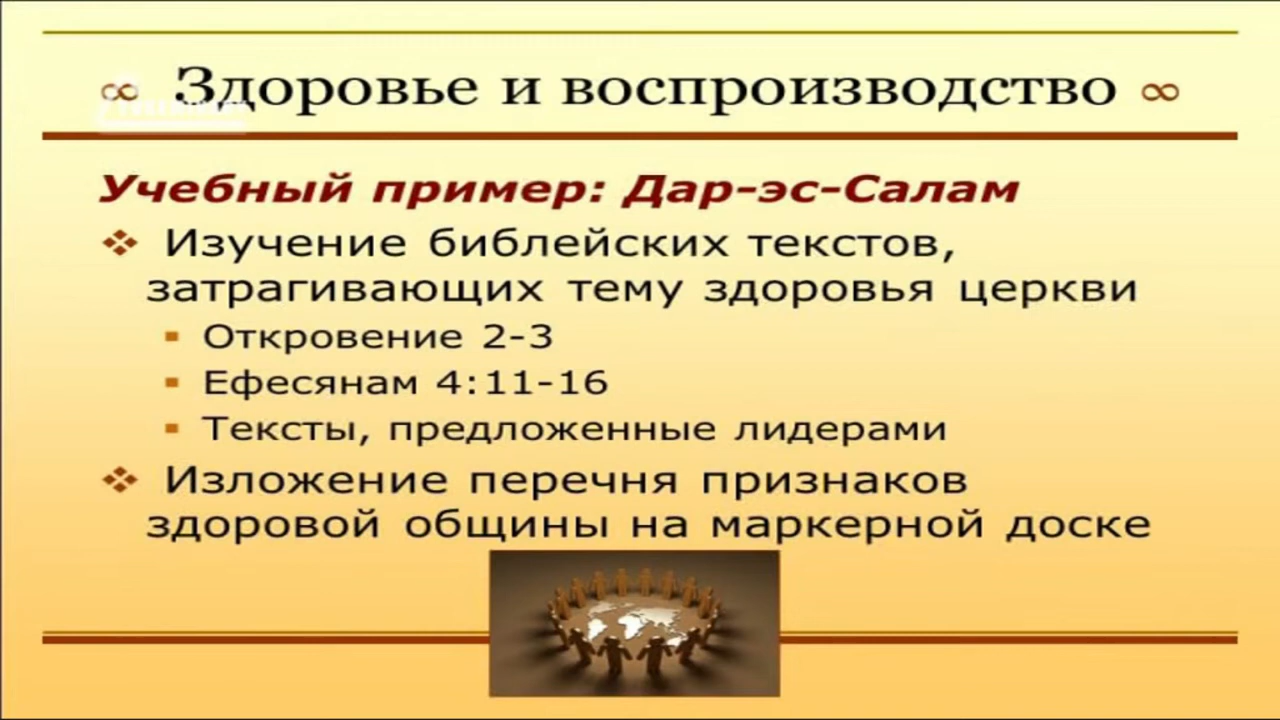 ∞ Здоровье и воспроизводство ∞
Учебный пример: Дар-эс-Салам
❖ Изучение библейских текстов,
затрагивающих тему здоровья церкви
▪ Откровение 2-3
▪ Ефесянам 4:11-16
▪ Тексты, предложенные лидерами
❖ Изложение перечня признаков
здоровой общины на маркерной доске